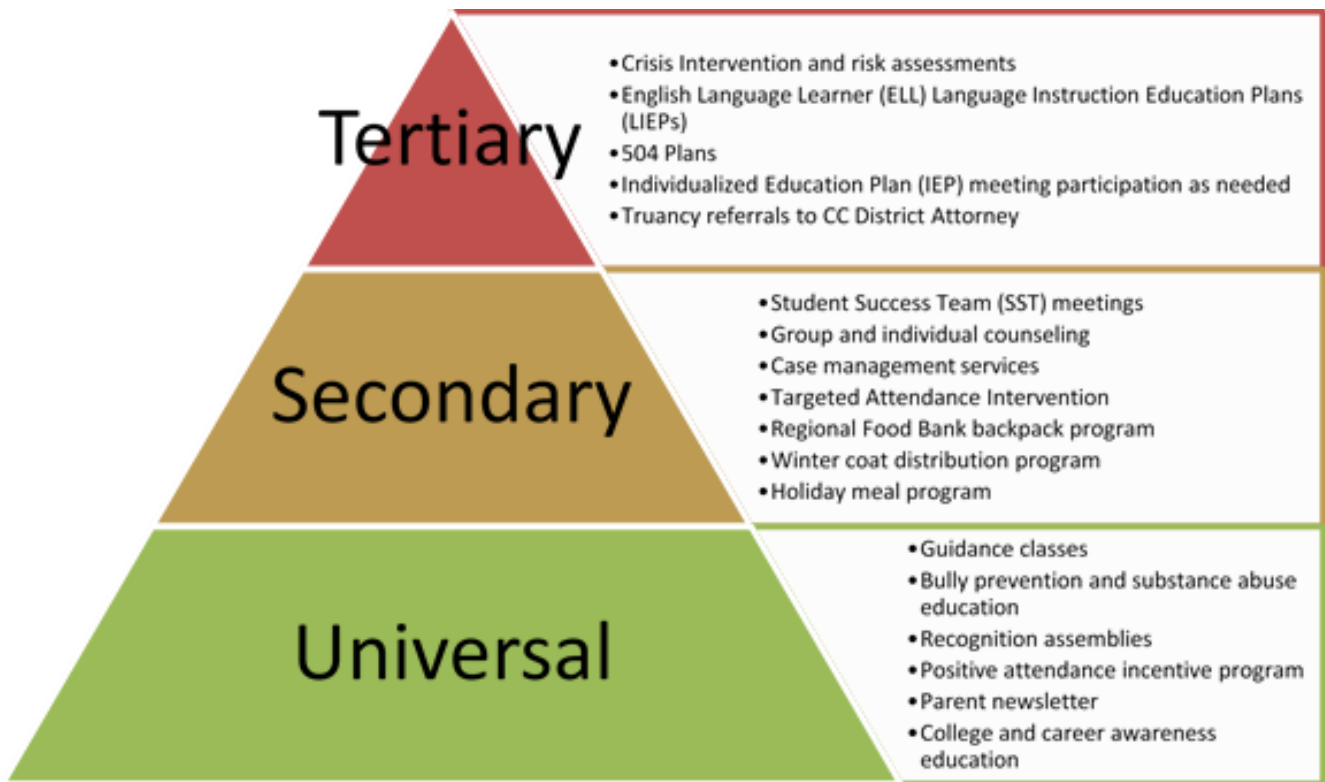 Tertiary
•Crisis Intervention and risk assessments
•English Language Learner (ELL) Language Instruction Education Plans
(LIEPs)
•504 Plans
•Individualized Education Plan (IEP) meeting participation as needed
•Truancy referrals to CC District Attorney
Secondary
•Student Success Team (SST) meetings
•Group and individual counseling
•Case management services
•Targeted Attendance Intervention
•Regional Food Bank backpack program
•Winter coat distribution program
•Holiday meal program
Universal
•Guidance classes
•Bully prevention and substance abuse
education
•Recognition assemblies
•Positive attendance incentive program
•Parent newsletter
•College and career awareness
education